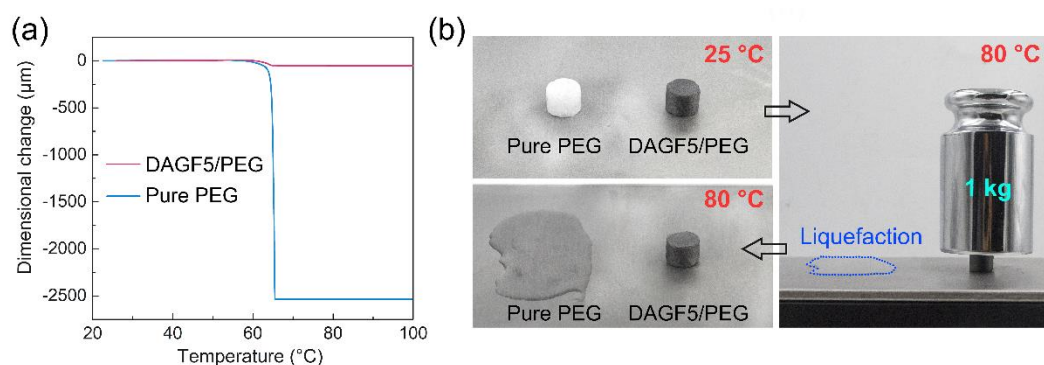 (a)
0
-500
-1000
-1500
-2000
-2500
Dimensional change (µm)
DAGF5/PEG
Pure PEG
20
40
60
80
100
Temperature (°C)
(b)
25 °C
Pure PEG
DAGF5/PEG
80 °C
Pure PEG
DAGF5/PEG
80 °C
1 kg
Liquefaction